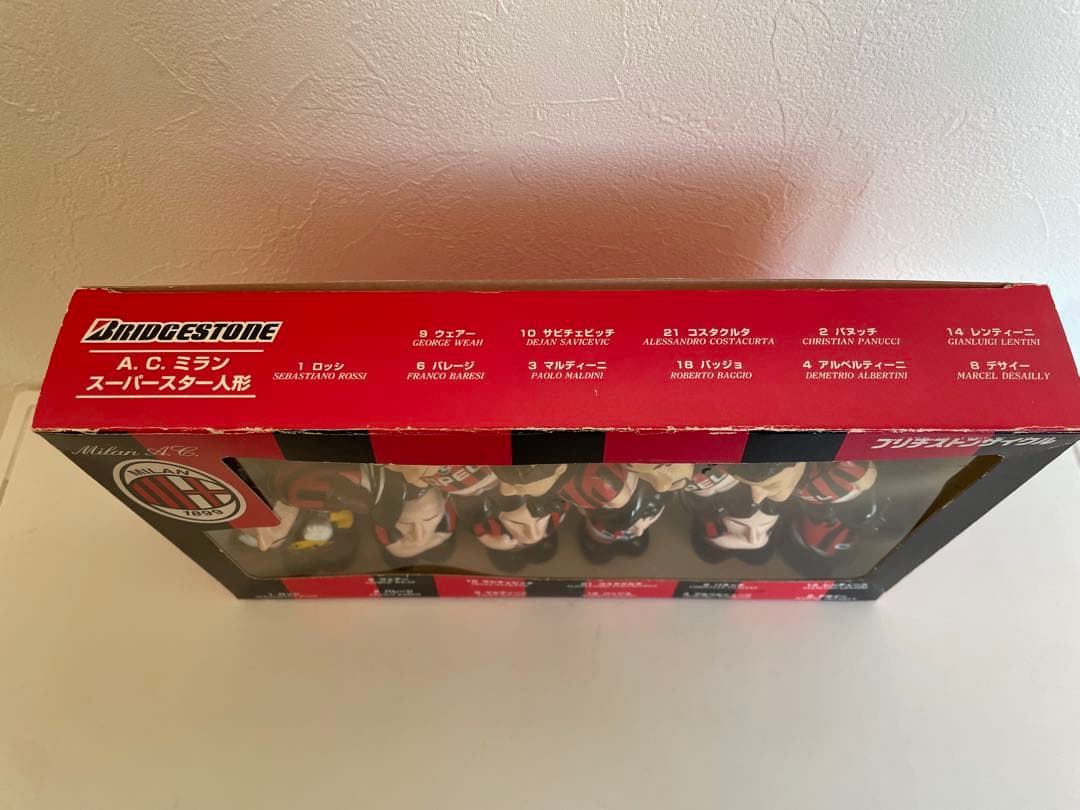 BRIDGESTONE
A. C. ミラン
スーパースター人形
9 ウェアー
GEORGE WEAH
10 サビチェビッチ
DEJAN SAVICEVIC
21 コスタクルタ
ALESSANDRO COSTACURTA
2 パヌッチ
CHRISTIAN PANUCCI
14 レンティーニ
GIANLUIGI LENTINI
1 ロッシ
SEBASTIANO ROSSI
6 バレージ
FRANCO BARESI
3 マルディーニ
PAOLO MALDINI
18 バッジョ
ROBERTO BAGGIO
4 アルベルティーニ
DEMETRIO ALBERTINI
8 デサイー
MARCEL DESAILLY
Milan A.C.
ブリヂストンサイクル
MILAN
1899